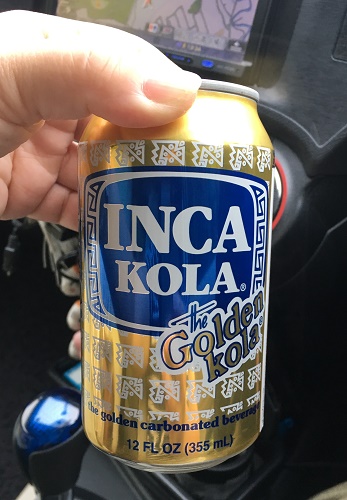 INCA
KOLA®
the
Golden
kola®
the golden carbonated beverage
12 FL OZ (355 mL)